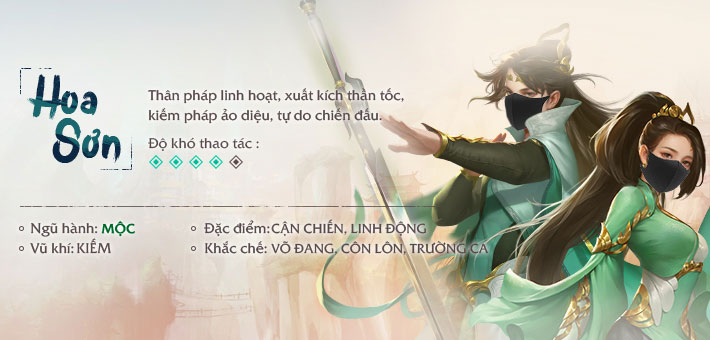 Hoa
Sơn
Thân pháp linh hoạt, xuất kích thần tốc,
kiếm pháp ảo diệu, tự do chiến đấu.
Độ khó thao tác :
Ngũ hành: MỘC
Đặc điểm: CẬN CHIẾN, LINH ĐỘNG
Vũ khí: KIẾM
Khắc chế: VÕ ĐANG, CÔN LÔN, TRƯỜNG CA